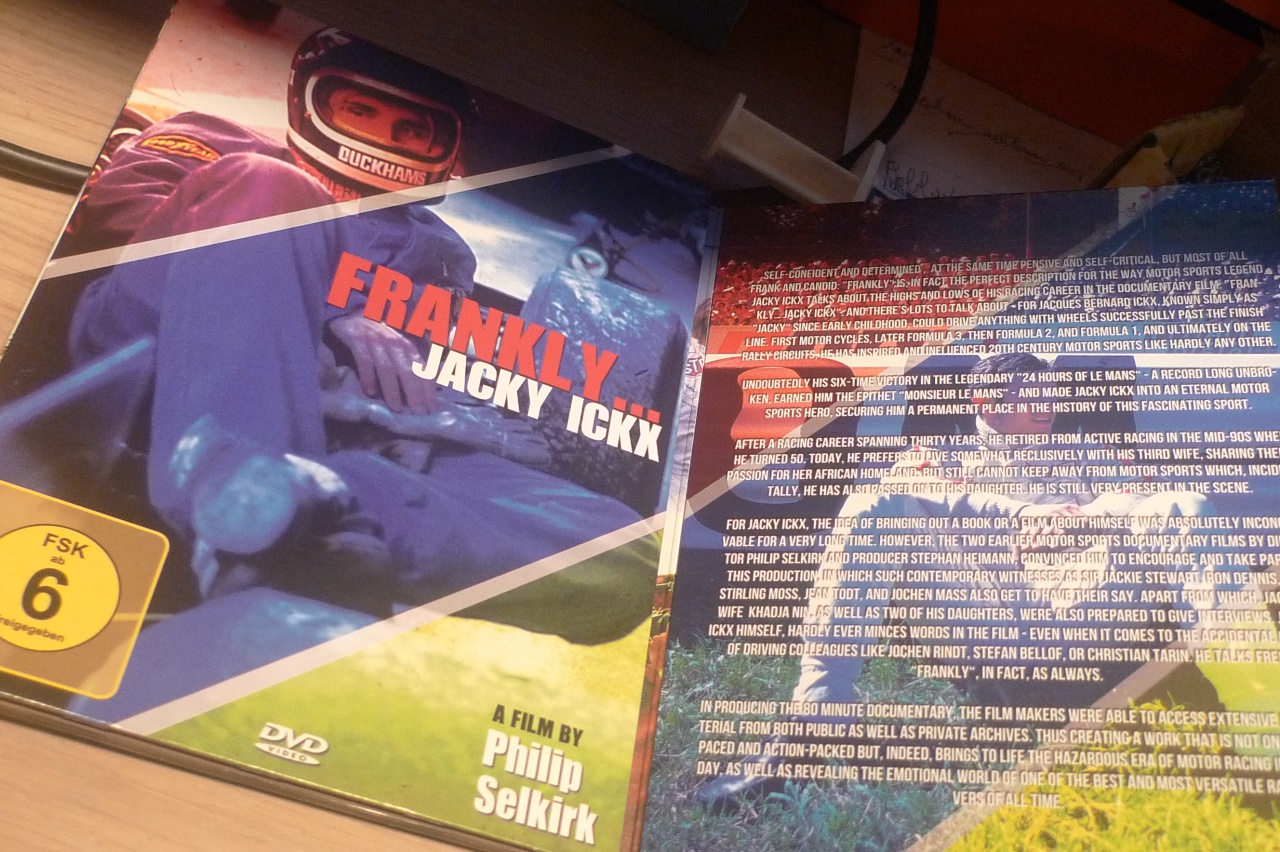 DUCKHAMS
FRANKLY...
JACKY ICKX
FSK
ab
6
freigegeben
DVD
VIDEO
A FILM BY
Philip
Selkirk
SELF-CONFIDENT AND DETERMINED, AT THE SAME TIME PENSIVE AND SELF-CRITICAL, BUT MOST OF ALL
FRANK AND CANDID: "FRANKLY" IS, IN FACT, THE PERFECT DESCRIPTION FOR THE WAY MOTOR SPORTS LEGEND
JACKY ICKX TALKS ABOUT THE HIGHS AND LOWS OF HIS RACING CAREER IN THE DOCUMENTARY FILM, "FRAN-
KLY... JACKY ICKX" - AND THERE'S LOTS TO TALK ABOUT - FOR JACQUES BERNARD ICKX, KNOWN SIMPLY AS
"JACKY" SINCE EARLY CHILDHOOD, COULD DRIVE ANYTHING WITH WHEELS SUCCESSFULLY PAST THE FINISH
LINE. FIRST MOTOR CYCLES, LATER FORMULA 3, THEN FORMULA 2, AND FORMULA 1, AND ULTIMATELY ON THE
RALLY CIRCUITS, HE HAS INSPIRED AND INFLUENCED 20TH CENTURY MOTOR SPORTS LIKE HARDLY ANY OTHER.
UNDOUBTEDLY HIS SIX-TIME VICTORY IN THE LEGENDARY "24 HOURS OF LE MANS" - A RECORD LONG UNBRO-
KEN, EARNED HIM THE EPITHET "MONSIEUR LE MANS" - AND MADE JACKY ICKX INTO AN ETERNAL MOTOR
SPORTS HERO, SECURING HIM A PERMANENT PLACE IN THE HISTORY OF THIS FASCINATING SPORT.
AFTER A RACING CAREER SPANNING THIRTY YEARS, HE RETIRED FROM ACTIVE RACING IN THE MID-90S WHE
HE TURNED 50. TODAY, HE PREFERS TO LIVE SOMEWHAT RECLUSIVELY WITH HIS THIRD WIFE, SHARING THE
PASSION FOR HER AFRICAN HOMELAND, BUT STILL CANNOT KEEP AWAY FROM MOTOR SPORTS WHICH, INCID
TALLY, HE HAS ALSO PASSED ON TO HIS DAUGHTER. HE IS STILL VERY PRESENT IN THE SCENE.
FOR JACKY ICKX, THE IDEA OF BRINGING OUT A BOOK OR A FILM ABOUT HIMSELF WAS ABSOLUTELY INCON
VABLE FOR A VERY LONG TIME. HOWEVER, THE TWO EARLIER MOTOR SPORTS DOCUMENTARY FILMS BY DI
TOR PHILIP SELKIRK AND PRODUCER STEPHAN HEIMANN, CONVINCED HIM TO ENCOURAGE AND TAKE PAR
THIS PRODUCTION IN WHICH SUCH CONTEMPORARY WITNESSES AS SIR JACKIE STEWART, RON DENNIS,
STIRLING MOSS, JEAN TODT, AND JOCHEN MASS ALSO GET TO HAVE THEIR SAY. APART FROM WHICH, JAC
WIFE KHADJA NIN, AS WELL AS TWO OF HIS DAUGHTERS, WERE ALSO PREPARED TO GIVE INTERVIEWS.
ICKX HIMSELF, HARDLY EVER MINCES WORDS IN THE FILM - EVEN WHEN IT COMES TO THE ACCIDENTAL
OF DRIVING COLLEAGUES LIKE JOCHEN RINDT, STEFAN BELLOF, OR CHRISTIAN TARIN, HE TALKS FRE
"FRANKLY", IN FACT, AS ALWAYS.
IN PRODUCING THE 80 MINUTE DOCUMENTARY, THE FILM MAKERS WERE ABLE TO ACCESS EXTENSIVE
TERIAL FROM BOTH PUBLIC AS WELL AS PRIVATE ARCHIVES. THUS CREATING A WORK THAT IS NOT ON
PACED AND ACTION-PACKED BUT, INDEED, BRINGS TO LIFE THE HAZARDOUS ERA OF MOTOR RACING I
DAY, AS WELL AS REVEALING THE EMOTIONAL WORLD OF ONE OF THE BEST AND MOST VERSATILE RA
VERS OF ALL TIME.